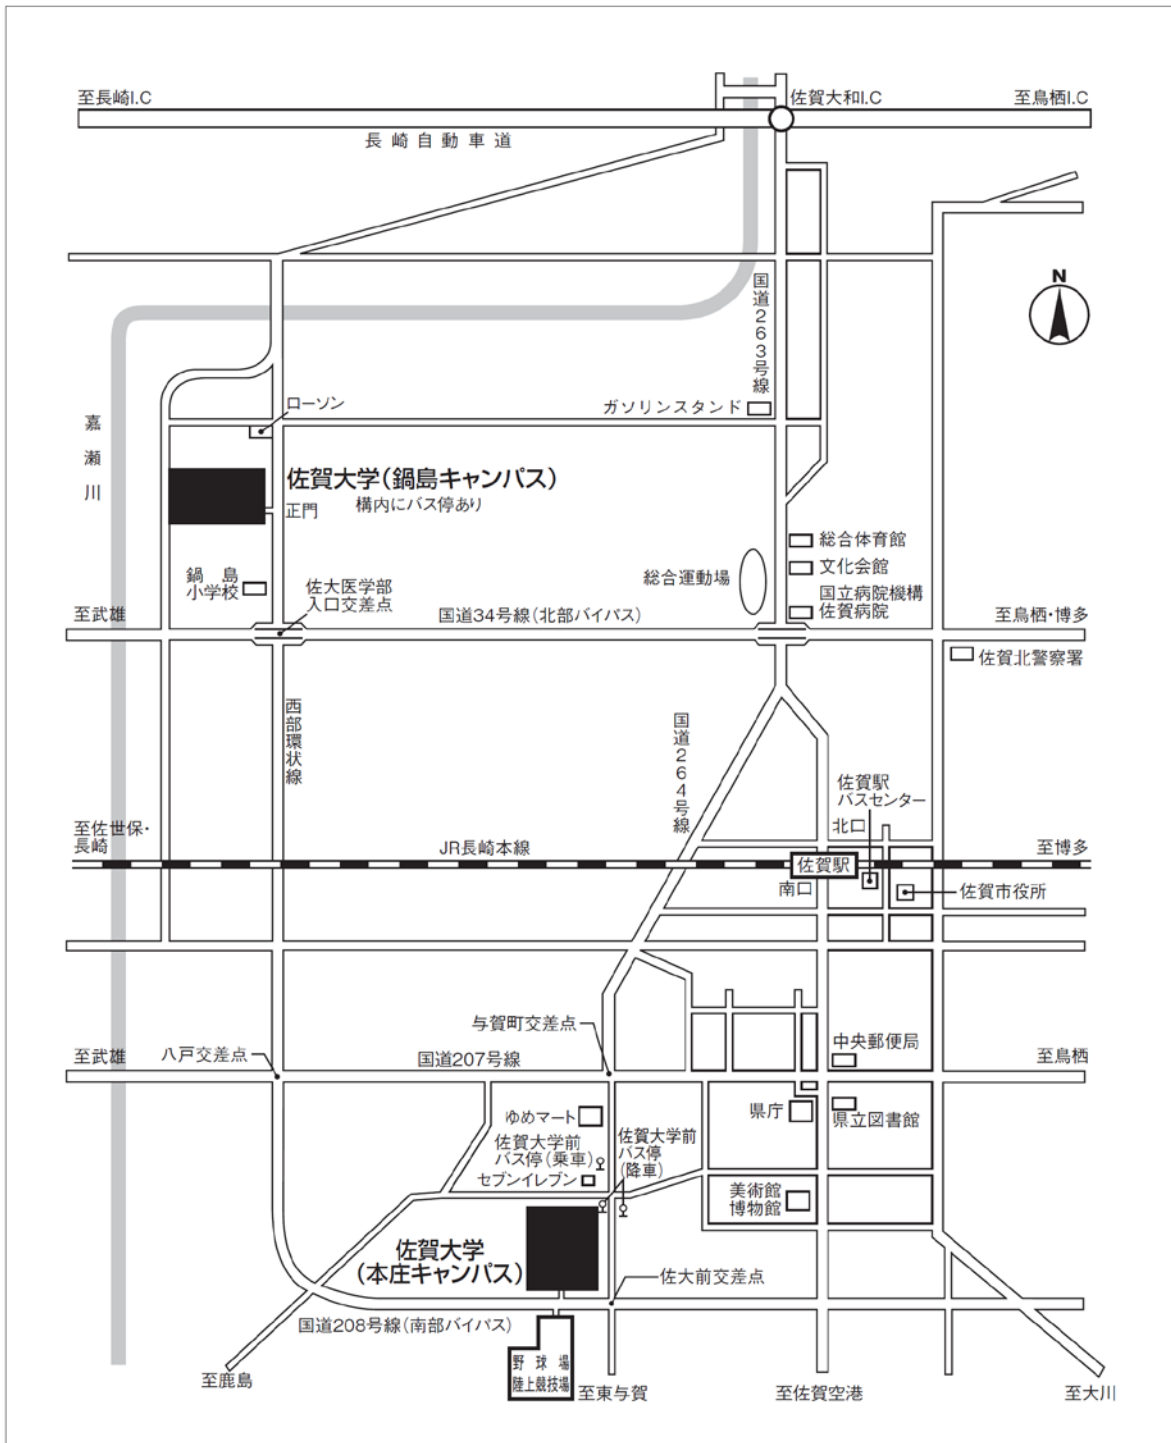 至長崎I.C
佐賀大和I.C
至鳥栖I.C
長崎自動車道
N
国道263号線
嘉瀬川
ローソン
ガソリンスタンド
佐賀大学(鍋島キャンパス)
正門
構内にバス停あり
総合体育館
文化会館
国立病院機構
佐賀病院
総合運動場
鍋島
小学校
佐大医学部
入口交差点
至武雄
国道34号線(北部バイパス)
至鳥栖・博多
佐賀北警察署
西部環状線
国道264号線
佐賀駅
バスセンター
北口
至佐世保・
長崎
JR長崎本線
佐賀駅
至博多
南口
佐賀市役所
与賀町交差点
至武雄
八戸交差点
国道207号線
中央郵便局
至鳥栖
ゆめマート
県庁
県立図書館
佐賀大学前
バス停(乗車)
佐賀大学前
バス停
(降車)
セブンイレブン
美術館
博物館
佐賀大学
(本庄キャンパス)
佐大前交差点
国道208号線(南部バイパス)
野球場
陸上競技場
至鹿島
至東与賀
至佐賀空港
至大川